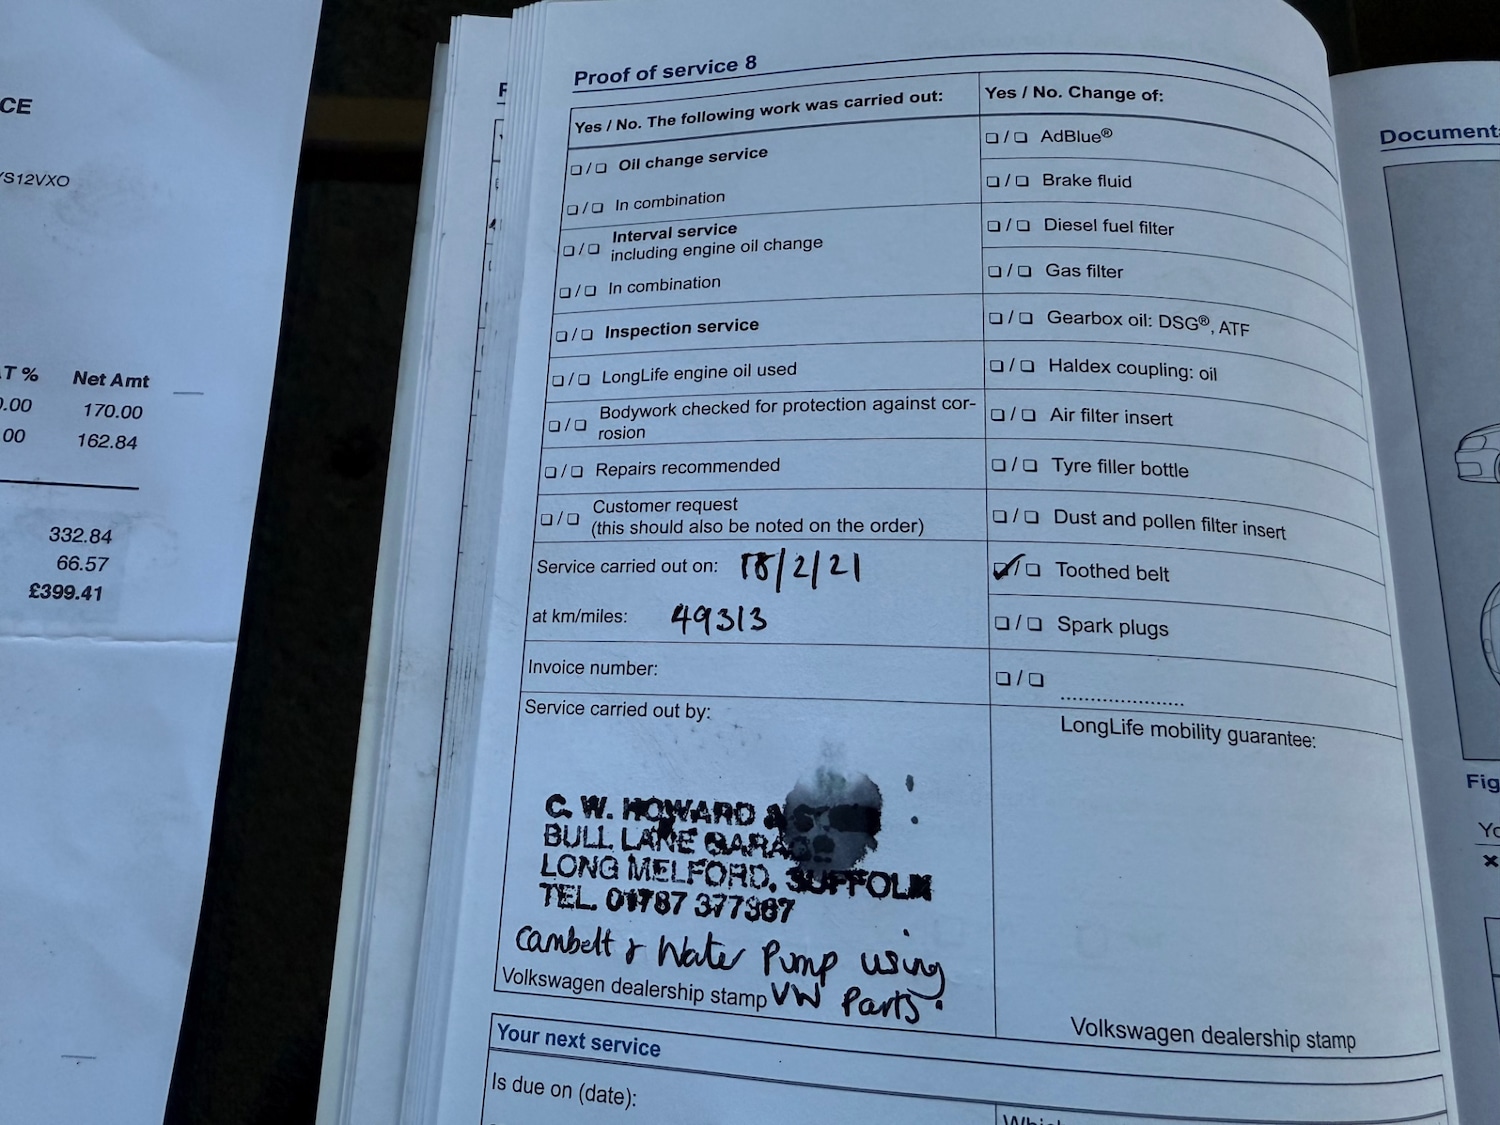 CE
/S12VXO
T % Net Amt
0.00 170.00
.00 162.84
332.84
66.57
£399.41
Proof of service 8
Yes / No. The following work was carried out:
❑ / ❑ Oil change service
❑ / ❑ In combination
❑ / ❑ Interval service
including engine oil change
❑ / ❑ In combination
❑ / ❑ Inspection service
❑ / ❑ LongLife engine oil used
❑ / ❑ Bodywork checked for protection against cor-
rosion
❑ / ❑ Repairs recommended
❑ / ❑ Customer request
(this should also be noted on the order)
Service carried out on: 18/2/21
at km/miles: 49313
Invoice number:
Service carried out by:
C. W. HOWARD &
BULL LANE GARA
LONG MELFORD, SUFFOLK
TEL. 01787 377387
Cambelt & Water Pump using
Volkswagen dealership stamp VW Parts.
Yes / No. Change of:
❑ / ❑ AdBlue®
❑ / ❑ Brake fluid
❑ / ❑ Diesel fuel filter
❑ / ❑ Gas filter
❑ / ❑ Gearbox oil: DSG®, ATF
❑ / ❑ Haldex coupling: oil
❑ / ❑ Air filter insert
❑ / ❑ Tyre filler bottle
❑ / ❑ Dust and pollen filter insert
✓ / ❑ Toothed belt
❑ / ❑ Spark plugs
❑ / ❑ ....................
LongLife mobility guarantee:
Volkswagen dealership stamp
Your next service
Is due on (date):
Document
Fig
Yo